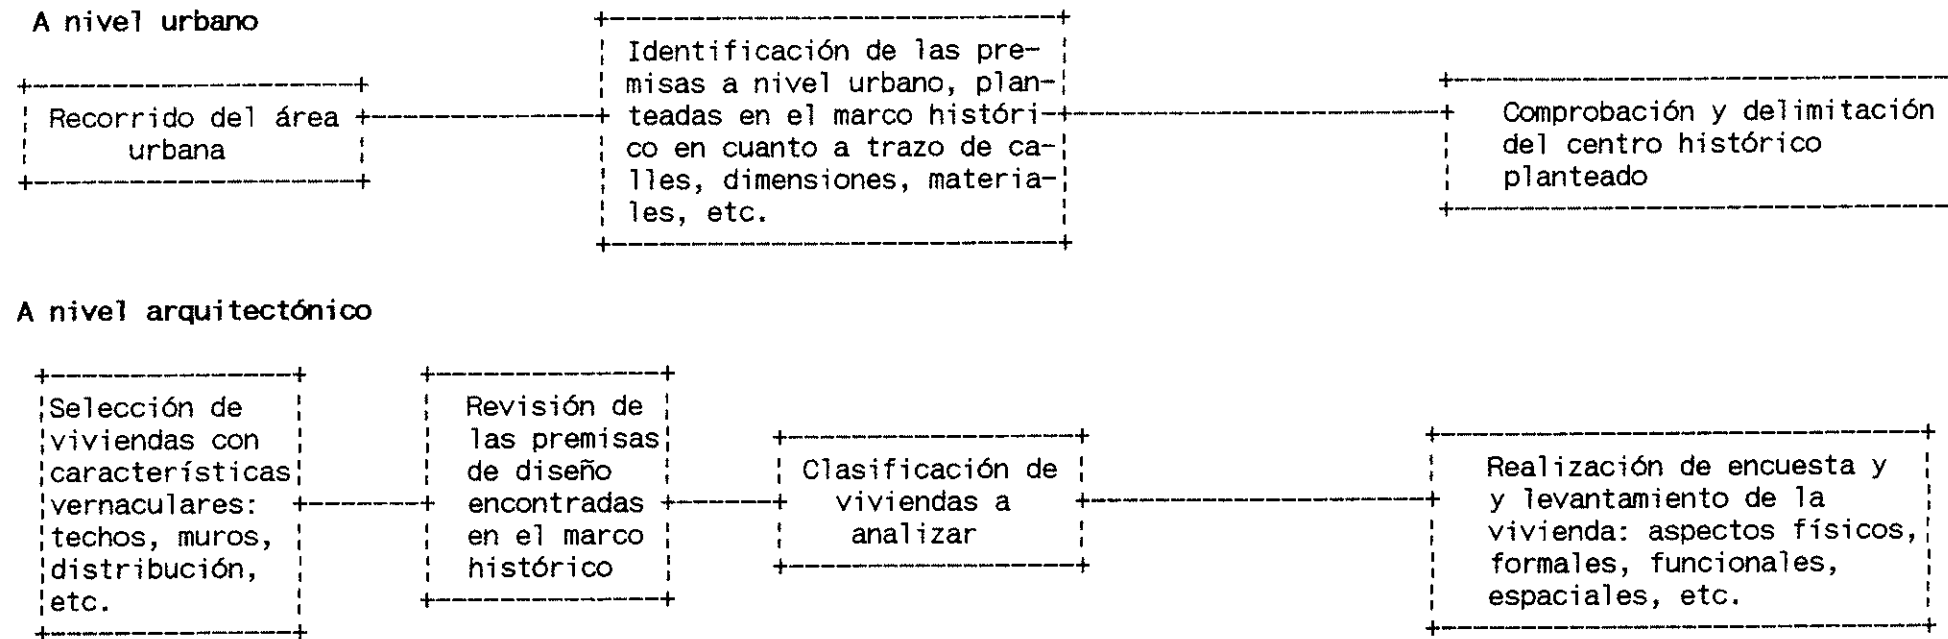 A nivel urbano
Recorrido del área
urbana
Identificación de las pre-
misas a nivel urbano, plan-
teadas en el marco históri-
co en cuanto a trazo de ca-
lles, dimensiones, materia-
les, etc.
Comprobación y delimitación
del centro histórico
planteado
A nivel arquitectónico
Selección de
viviendas con
características
vernaculares:
techos, muros,
distribución,
etc.
Revisión de
las premisas
de diseño
encontradas
en el marco
histórico
Clasificación de
viviendas a
analizar
Realización de encuesta y
y levantamiento de la
vivienda: aspectos físicos,
formales, funcionales,
espaciales, etc.